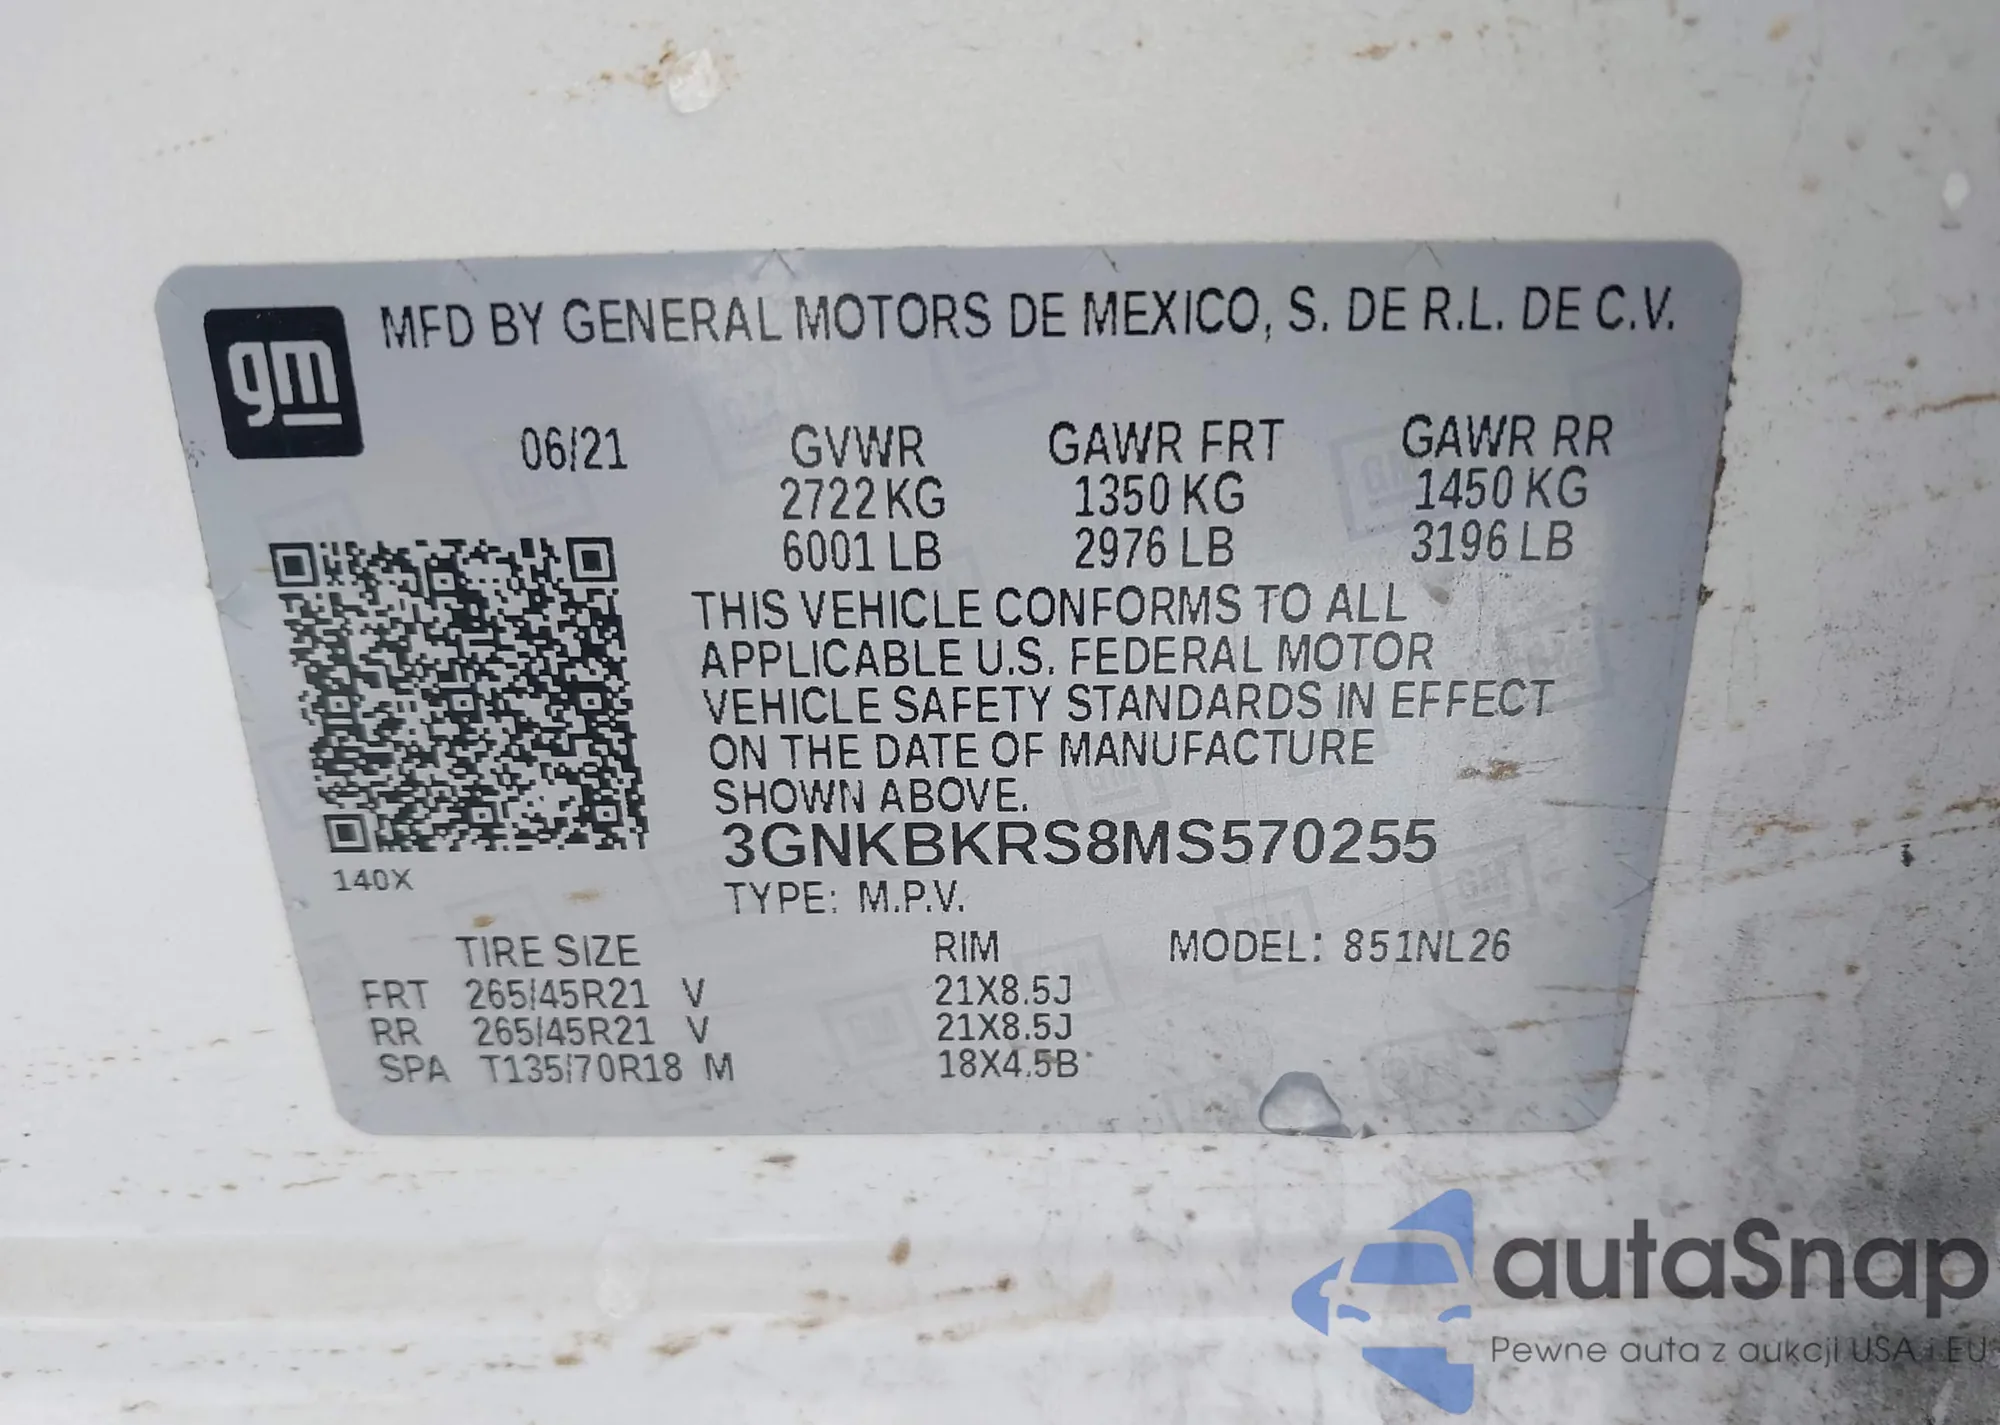 gm
MFD BY GENERAL MOTORS DE MEXICO, S. DE R.L. DE C.V.
06/21 GVWR GAWR FRT GAWR RR
2722 KG 1350 KG 1450 KG
6001 LB 2976 LB 3196 LB
THIS VEHICLE CONFORMS TO ALL
APPLICABLE U.S. FEDERAL MOTOR
VEHICLE SAFETY STANDARDS IN EFFECT
ON THE DATE OF MANUFACTURE
SHOWN ABOVE.
3GNKBKRS8MS570255
140X
TYPE: M.P.V.
TIRE SIZE RIM MODEL: 851NL26
FRT 265/45R21 V 21X8.5J
RR 265/45R21 V 21X8.5J
SPA T135/70R18 M 18X4.5B
autaSnap
Pewne auta z aukcji USA i EU